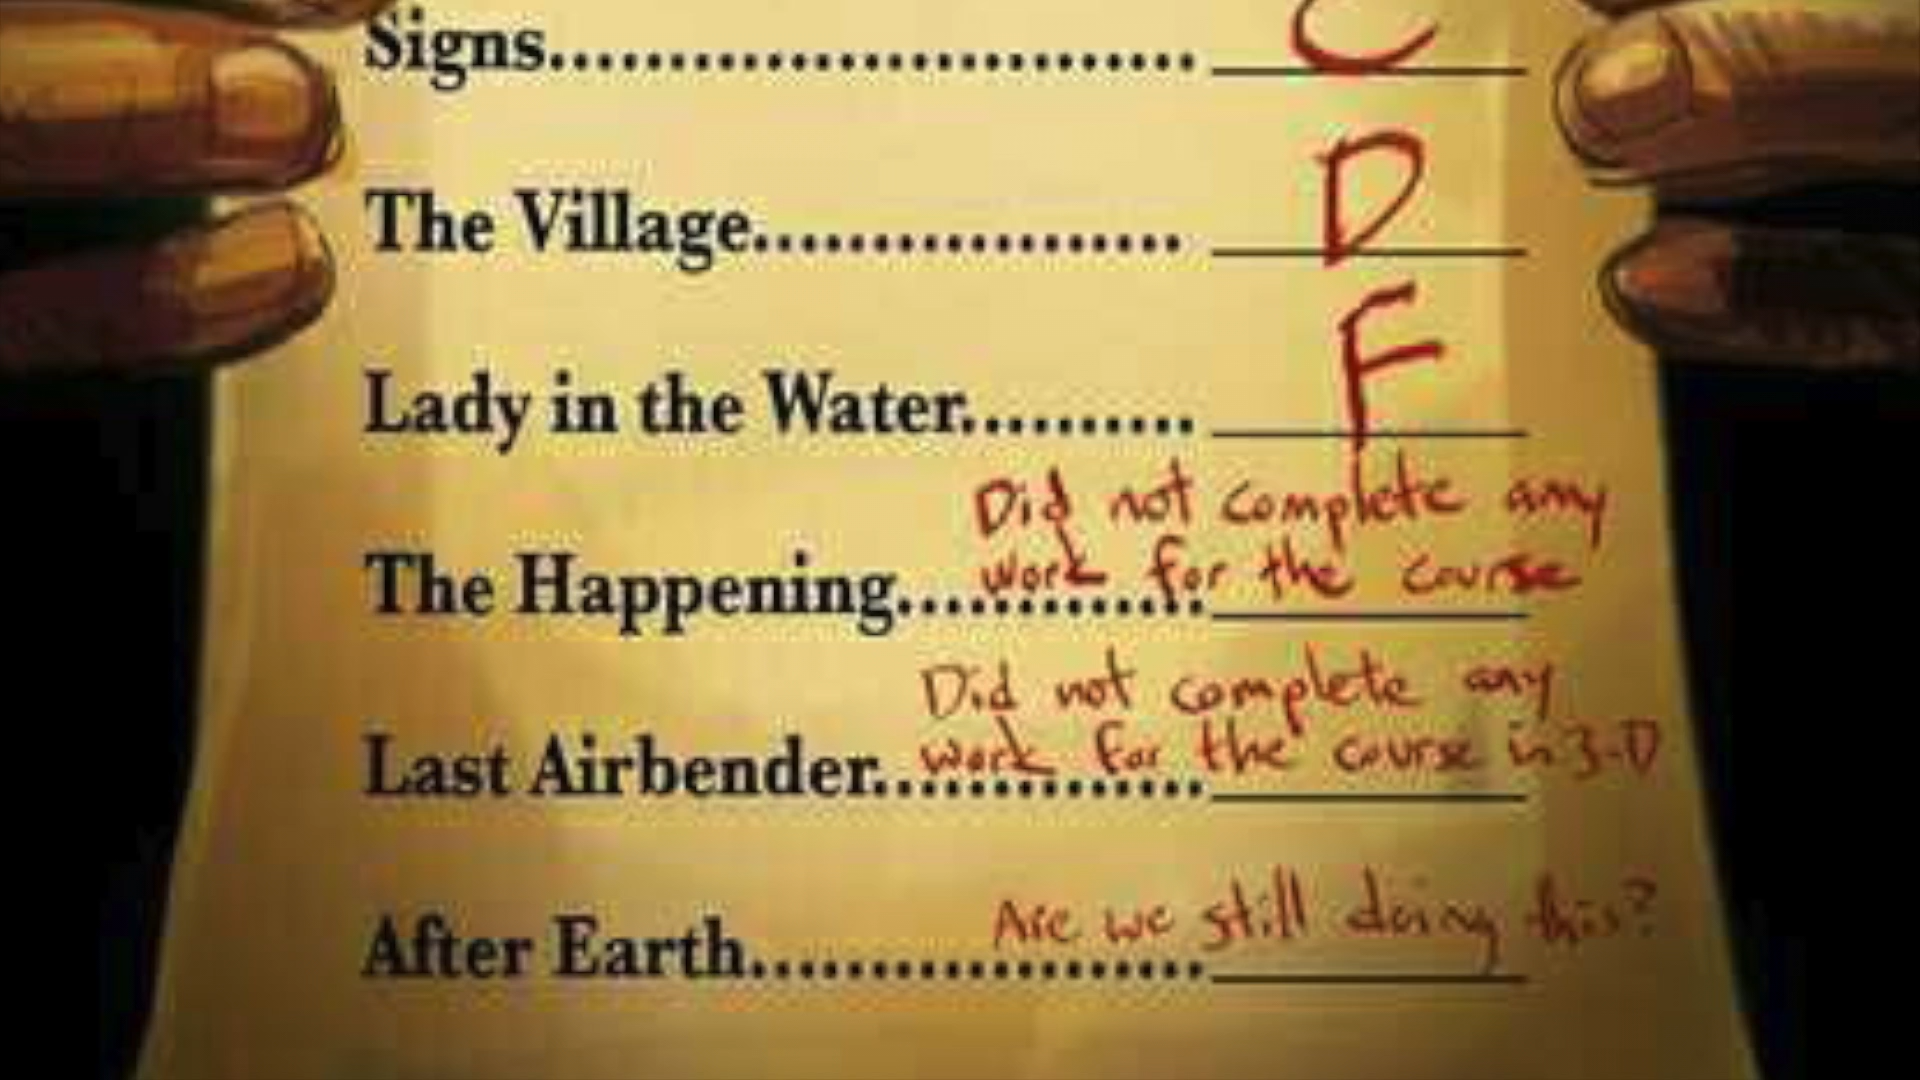 Signs.......................... C
The Village.................. D
Lady in the Water.......... F
Did not complete any
work for the course
The Happening.............
Did not complete any
work for the course in 3-D
Last Airbender..............
Are we still doing this?
After Earth...................